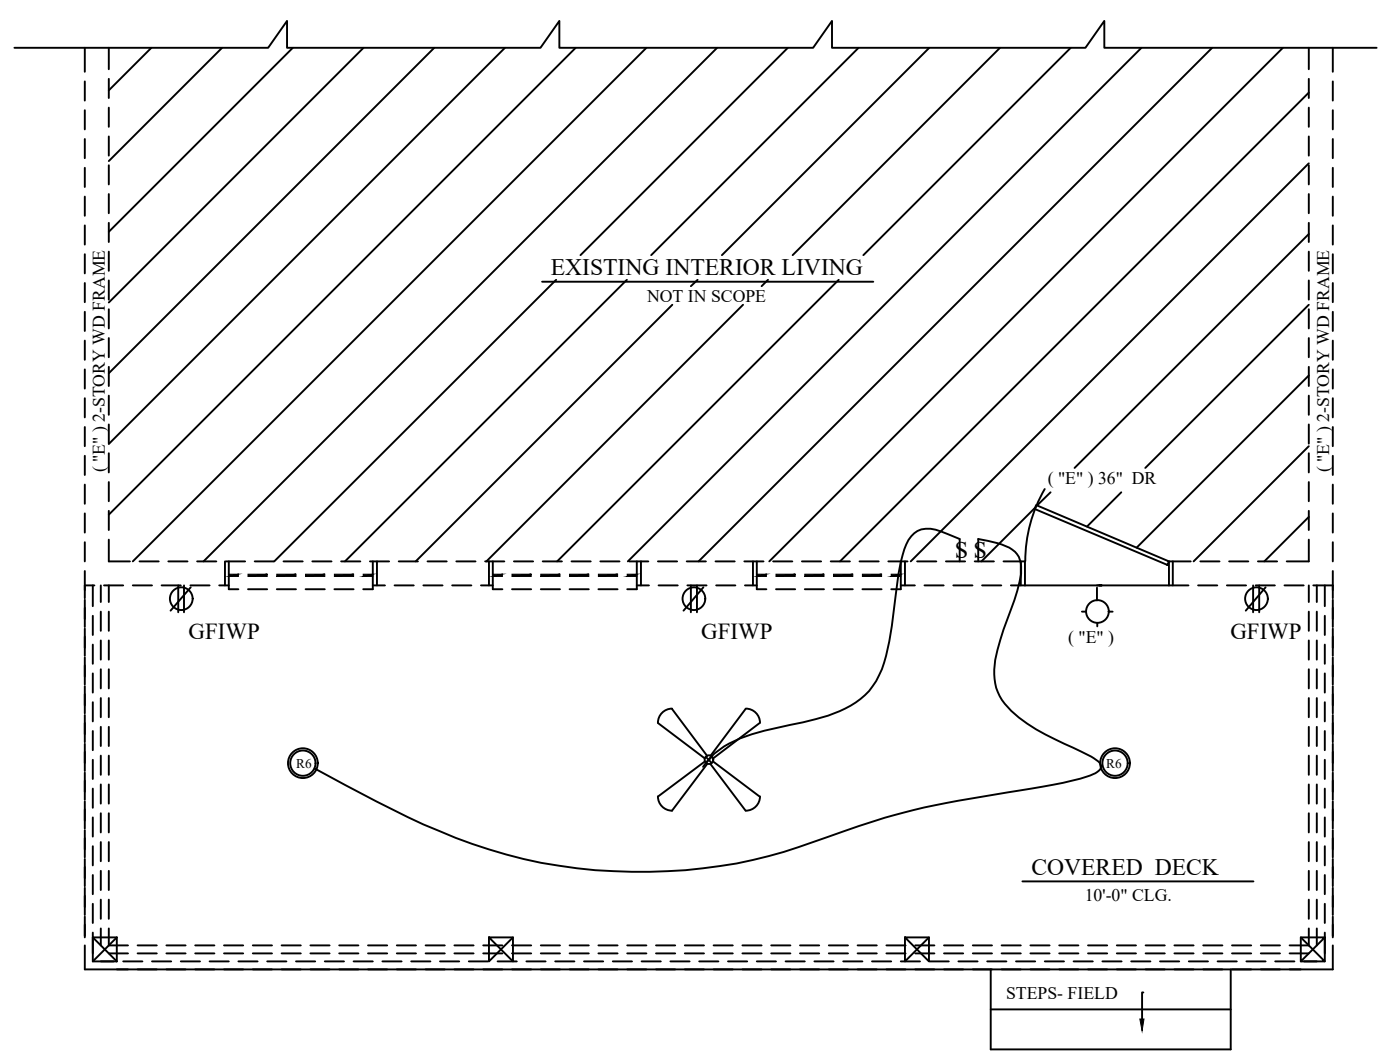 EXISTING INTERIOR LIVING
NOT IN SCOPE
( "E" ) 2-STORY WD FRAME
( "E" ) 2-STORY WD FRAME
( "E" ) 36" DR
S S
GFIWP
GFIWP
( "E" )
GFIWP
R6
R6
COVERED DECK
10'-0" CLG.
STEPS- FIELD